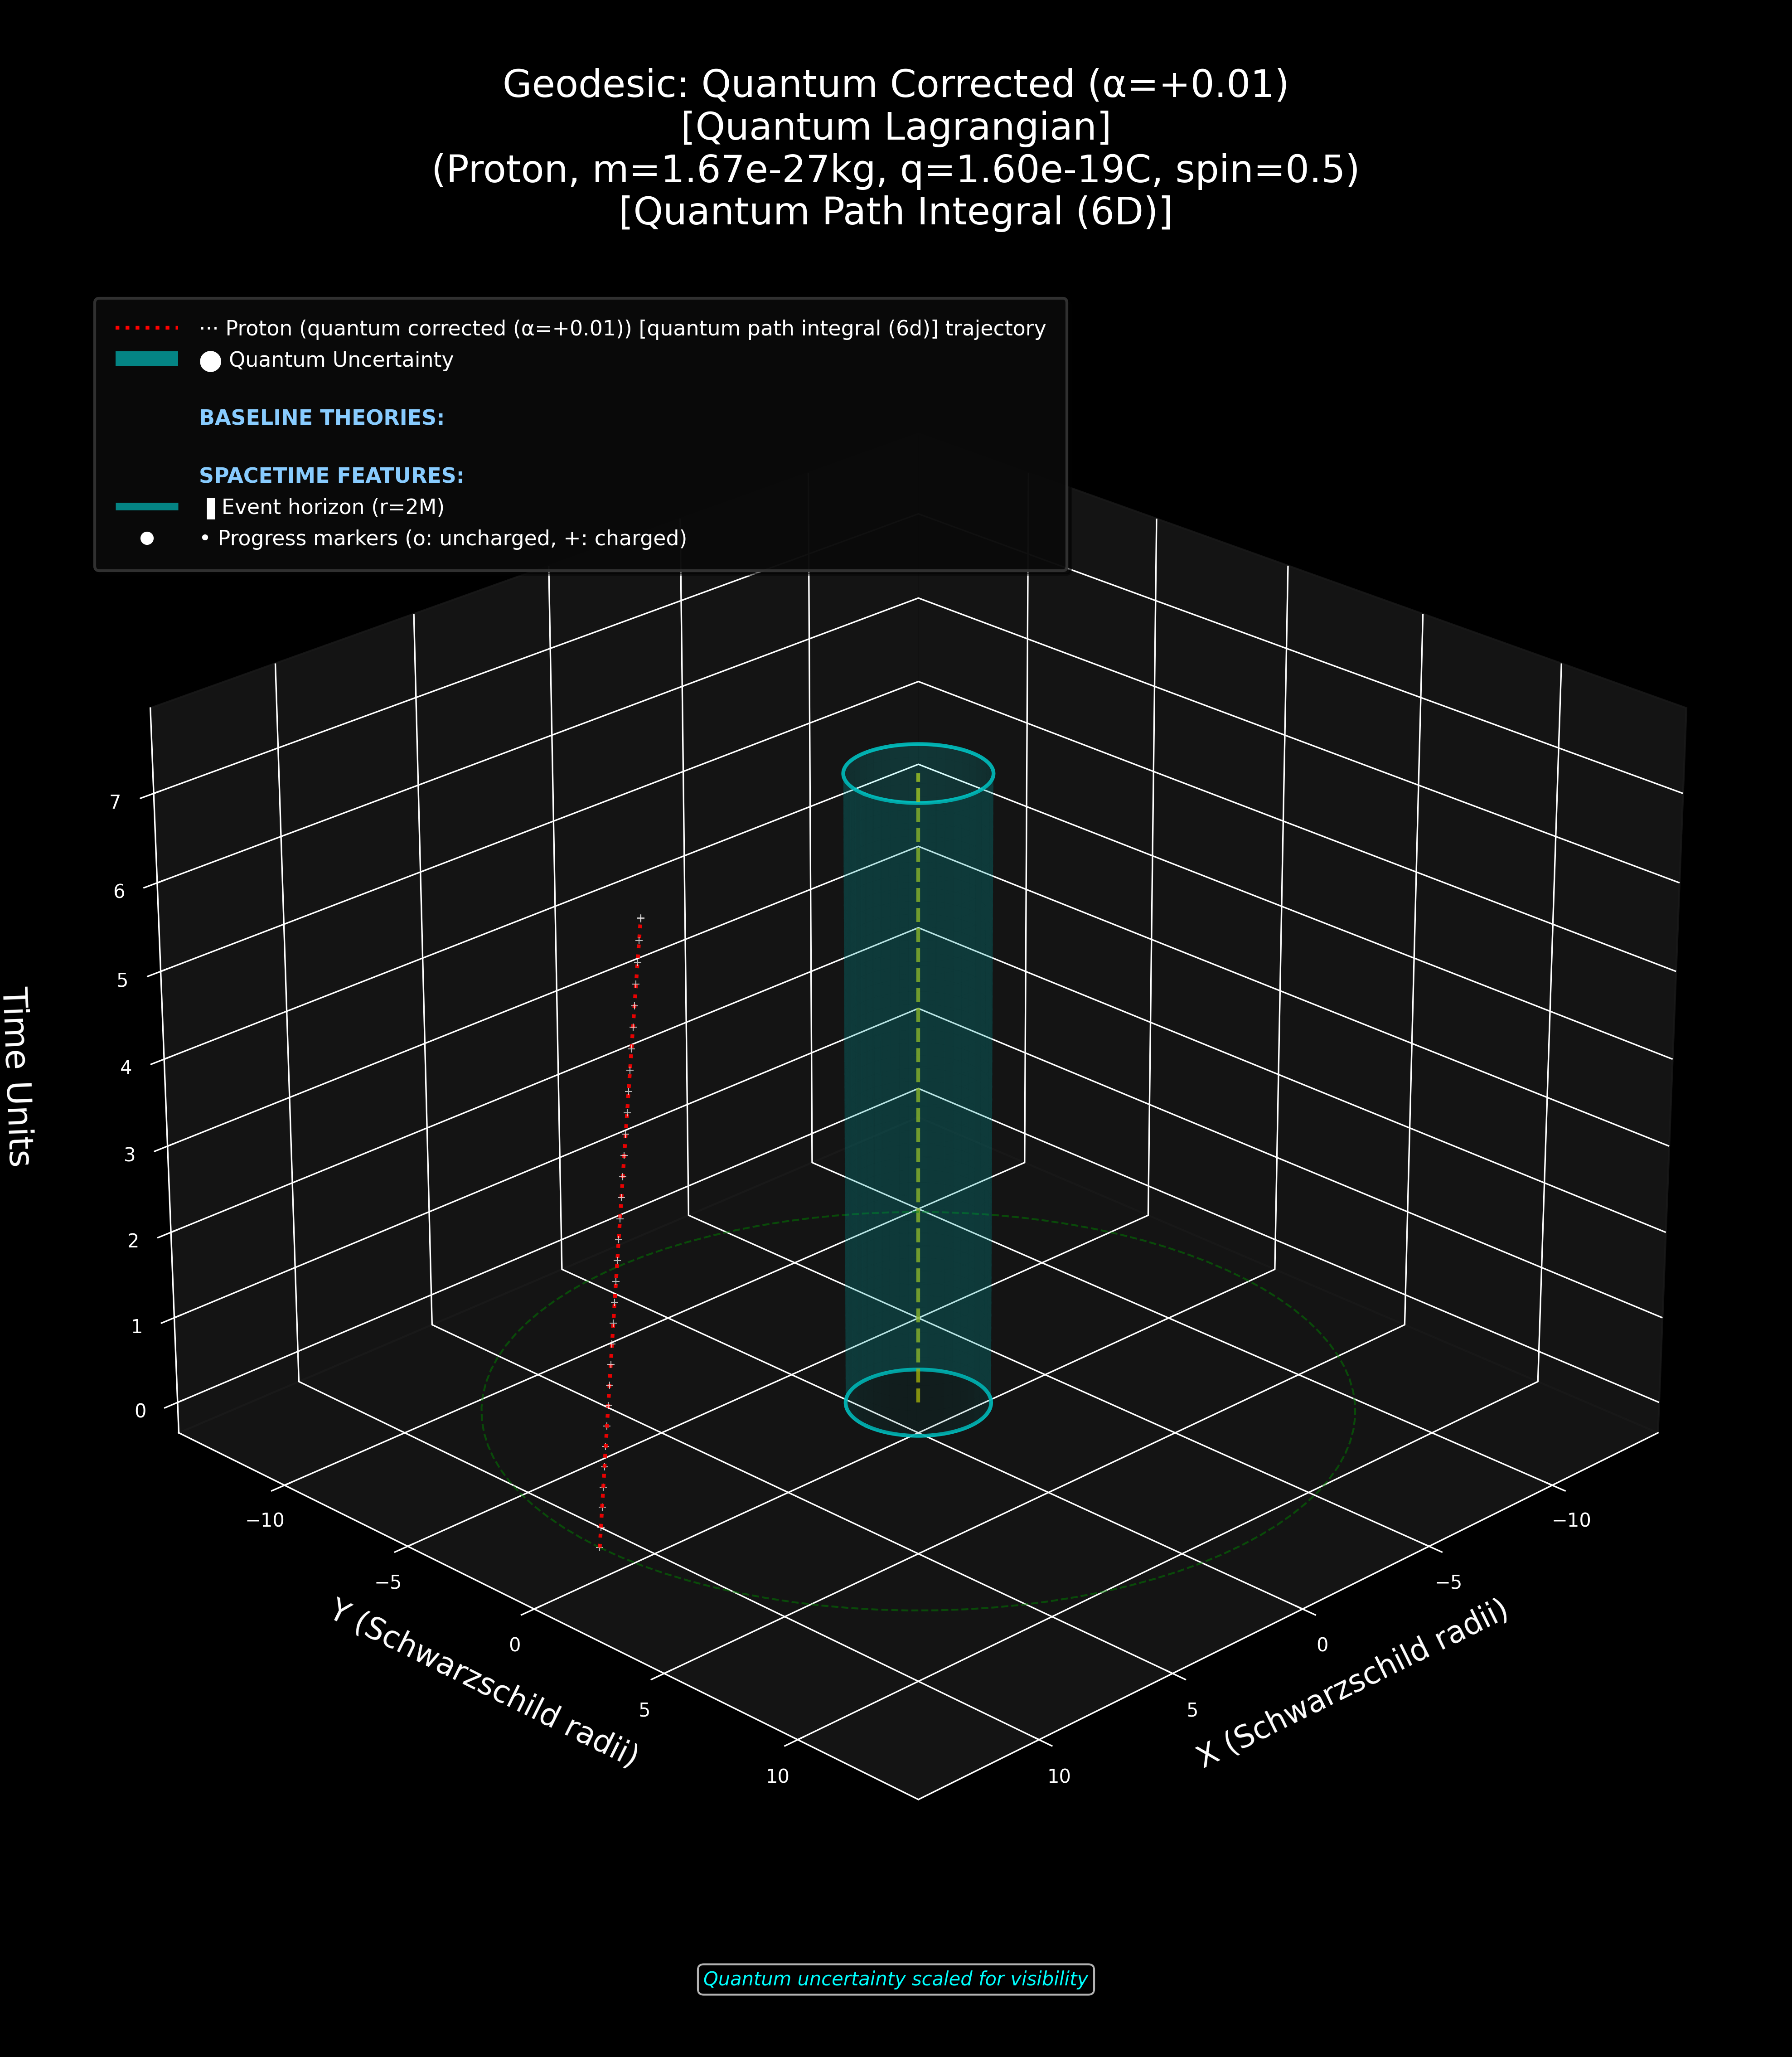 Geodesic: Quantum Corrected (α=+0.01)
[Quantum Lagrangian]
(Proton, m=1.67e-27kg, q=1.60e-19C, spin=0.5)
[Quantum Path Integral (6D)]
··· Proton (quantum corrected (α=+0.01)) [quantum path integral (6d)] trajectory
● Quantum Uncertainty
BASELINE THEORIES:
SPACETIME FEATURES:
▌Event horizon (r=2M)
• Progress markers (o: uncharged, +: charged)
7
6
5
4
3
2
1
0
Time Units
−10
−5
0
5
10
Y (Schwarzschild radii)
−10
−5
0
5
10
X (Schwarzschild radii)
Quantum uncertainty scaled for visibility